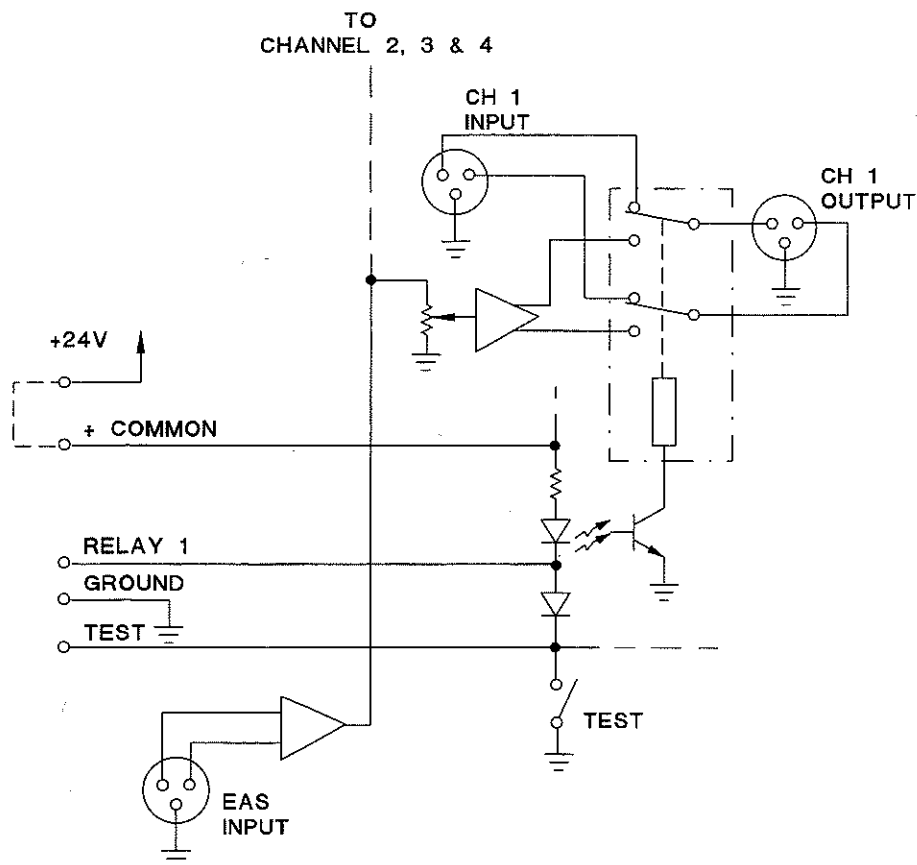 TO
CHANNEL 2, 3 & 4
CH 1
INPUT
CH 1
OUTPUT
+24V
+ COMMON
RELAY 1
GROUND
TEST
TEST
EAS
INPUT